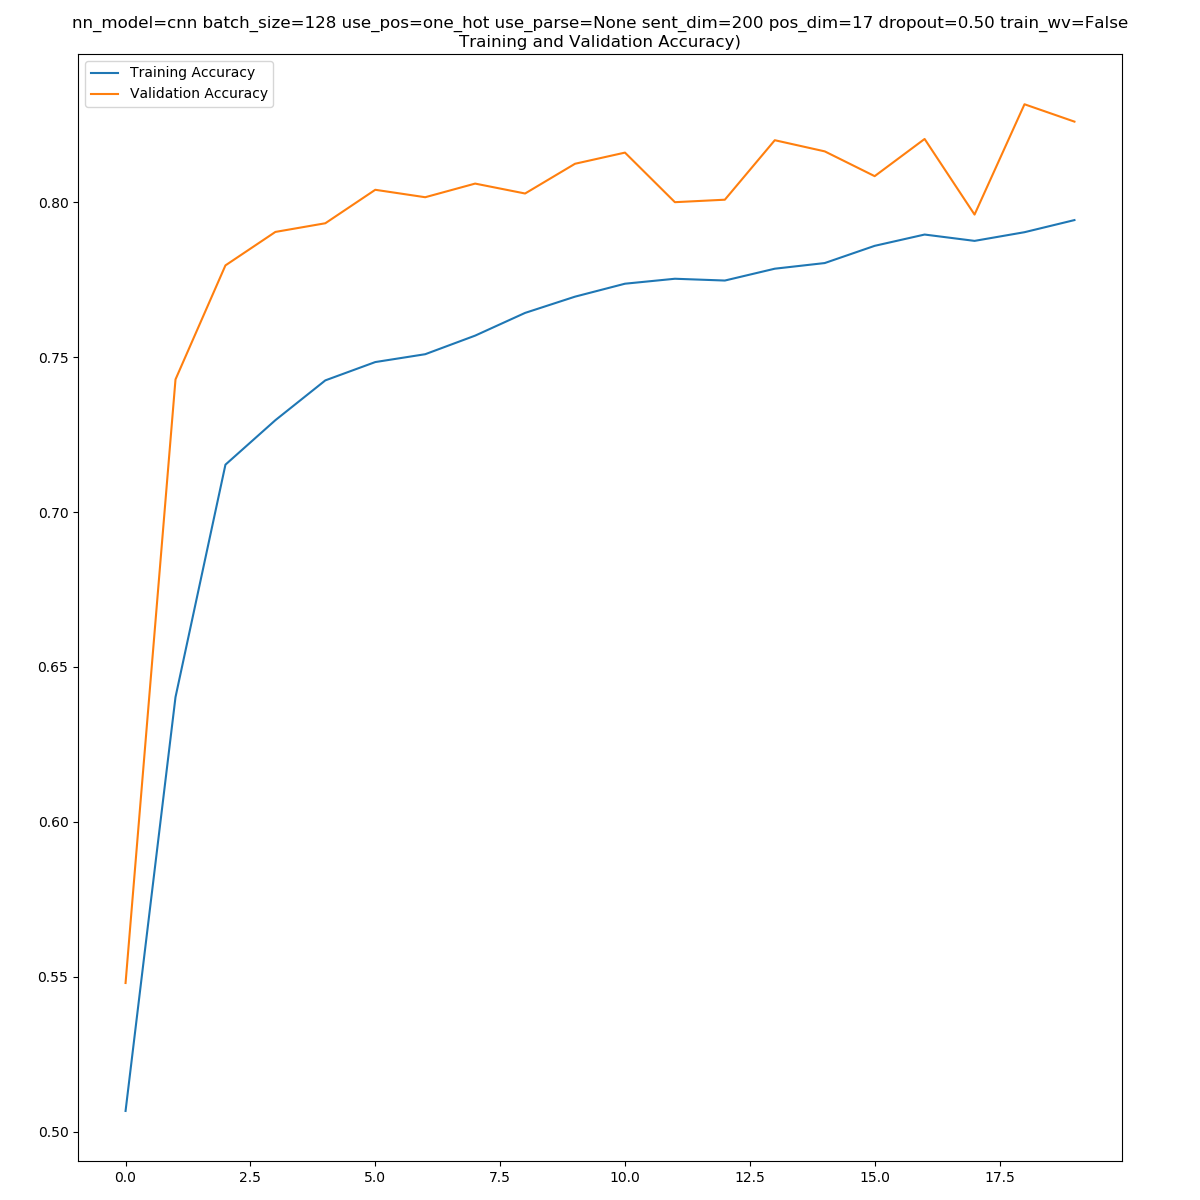 nn_model=cnn batch_size=128 use_pos=one_hot use_parse=None sent_dim=200 pos_dim=17 dropout=0.50 train_wv=False
Training and Validation Accuracy)
Training Accuracy
Validation Accuracy
0.80
0.75
0.70
0.65
0.60
0.55
0.50
0.0 2.5 5.0 7.5 10.0 12.5 15.0 17.5